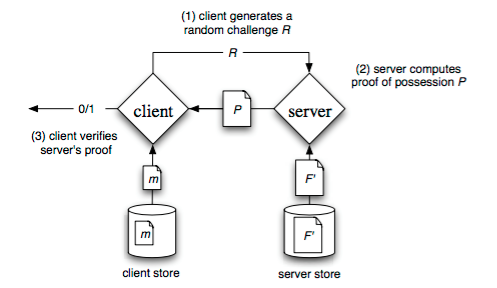 (1) client generates a
random challenge R
R
(2) server computes
proof of possession P
0/1
client
P
server
(3) client verifies
server's proof
m
F'
m
F'
client store
server store